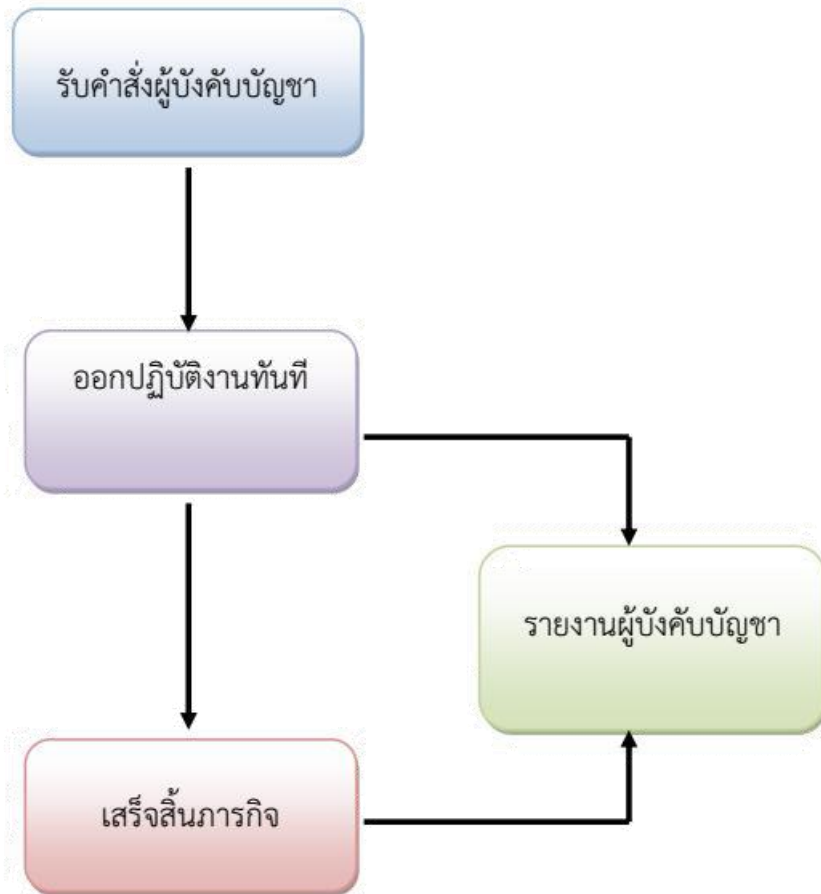 รับคำสั่งผู้บังคับบัญชา
ออกปฏิบัติงานทันที
รายงานผู้บังคับบัญชา
เสร็จสิ้นภารกิจ